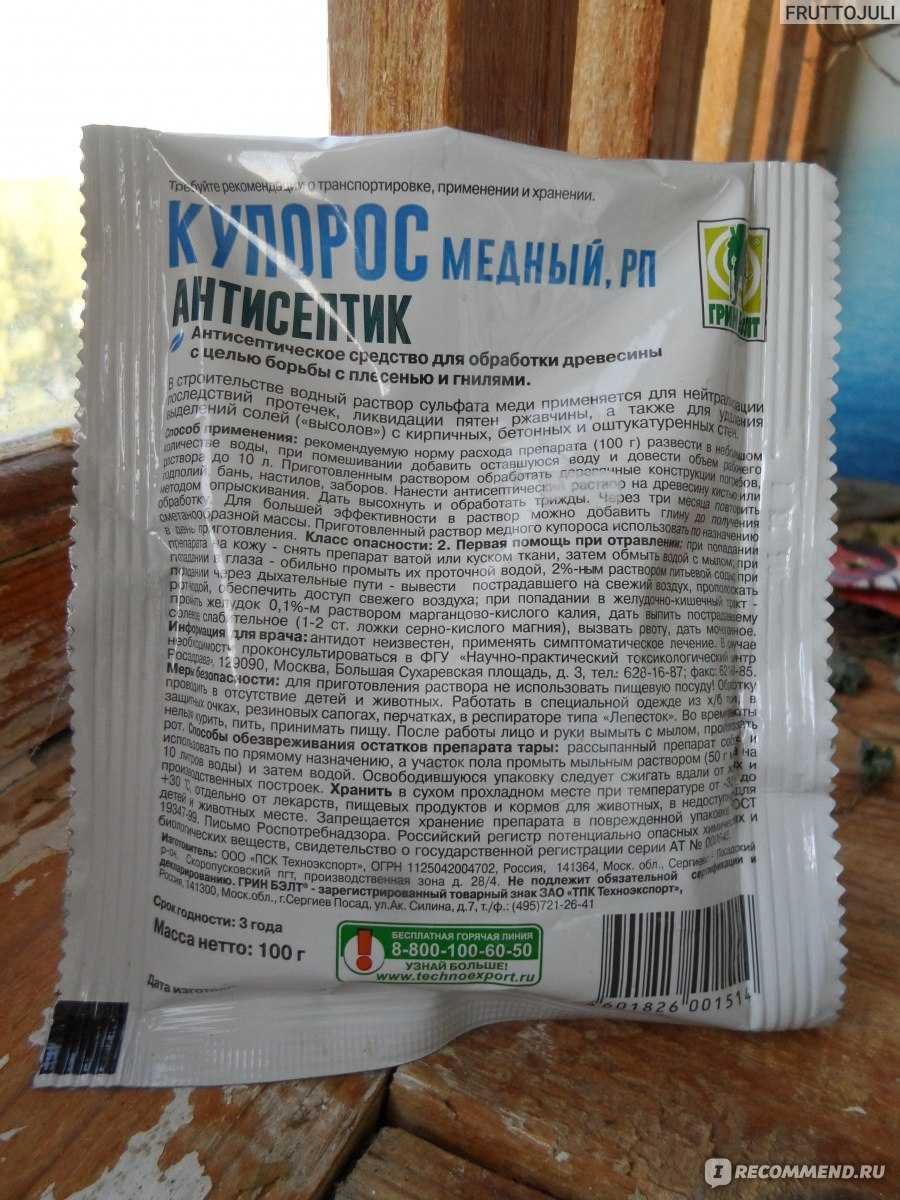 FRUTTOJULI
Требуйте рекомендации о транспортировке, применении и хранении.
КУПОРОС МЕДНЫЙ, РП
АНТИСЕПТИК
ГРИН БЭЛТ
Антисептическое средство для обработки древесины
с целью борьбы с плесенью и гнилями.
В строительстве водный раствор сульфата меди применяется для нейтрализации
последствий протечек, ликвидации пятен ржавчины, а также для удаления
выделений солей («высолов») с кирпичных, бетонных и оштукатуренных стен.
Способ применения: рекомендуемую норму расхода препарата (100 г) развести в небольшом
количестве воды, при помешивании добавить оставшуюся воду и довести объем рабочего
раствора до 10 л. Приготовленным раствором обработать деревянные конструкции погребов,
подполий, бань, настилов, заборов. Нанести антисептический раствор на древесину кистью или
методом опрыскивания. Дать высохнуть и обработать трижды. Через три месяца повторить
обработку. Для большей эффективности в раствор можно добавить глину до получения
сметанообразной массы. Приготовленный раствор медного купороса использовать по назначению
в день приготовления. Класс опасности: 2. Первая помощь при отравлении: при попадании
препарата на кожу - снять препарат ватой или куском ткани, затем обмыть водой с мылом; при
попадании в глаза - обильно промыть их проточной водой, 2%-ным раствором питьевой соды; при
попадании через дыхательные пути - вывести пострадавшего на свежий воздух, прополоскать
рот водой, обеспечить доступ свежего воздуха; при попадании в желудочно-кишечный тракт -
промыть желудок 0,1%-м раствором марганцово-кислого калия, дать выпить пострадавшему
солевое слабительное (1-2 ст. ложки серно-кислого магния), вызвать рвоту, дать мочегонное.
Информация для врача: антидот неизвестен, применять симптоматическое лечение. В случае
необходимости проконсультироваться в ФГУ «Научно-практический токсикологический центр
Росздрава», 129090, Москва, Большая Сухаревская площадь, д. 3, тел.: 628-16-87; факс:
Меры безопасности: для приготовления раствора не использовать пищевую посуду! Обработку
проводить в отсутствие детей и животных. Работать в специальной одежде из х/б
защитных очках, резиновых сапогах, перчатках, в респираторе типа «Лепесток». Во время работы
нельзя курить, пить, принимать пищу. После работы лицо и руки вымыть с мылом, прополоскать
рот. Способы обезвреживания остатков препарата тары: рассыпанный препарат собрать и
использовать по прямому назначению, а участок пола промыть мыльным раствором (50 г на
10 литров воды) и затем водой. Освободившуюся упаковку следует сжигать вдали от и
производственных построек. Хранить в сухом прохладном месте при температуре от -30 до
+30 °С, отдельно от лекарств, пищевых продуктов и кормов для животных, в недоступном для
детей и животных месте. Запрещается хранение препарата в поврежденной упаковке. ГОСТ
19347-99. Письмо Роспотребнадзора. Российский регистр потенциально опасных химических и
биологических веществ, свидетельство о государственной регистрации серии АТ №
Изготовитель: ООО «ПСК Техноэкспорт», ОГРН 1125042004702, Россия, 141364, Моск. обл., Сергиево-Посадский
р-он, Скоропусковский пгт, производственная зона д. 28/4. Не подлежит обязательной сертификации и
декларированию. ГРИН БЭЛТ® - зарегистрированный товарный знак ЗАО «ТПК Техноэкспорт»,
Россия, 141300, Моск.обл., г.Сергиев Посад, ул.Ак. Силина, д.7, т./ф.: (495)721-26-41
Срок годности: 3 года
Масса нетто: 100 г
БЕСПЛАТНАЯ ГОРЯЧАЯ ЛИНИЯ
8-800-100-60-50
УЗНАЙ БОЛЬШЕ!
www.technoexport.ru
Дата
601826 001514
IRECOMMEND.RU